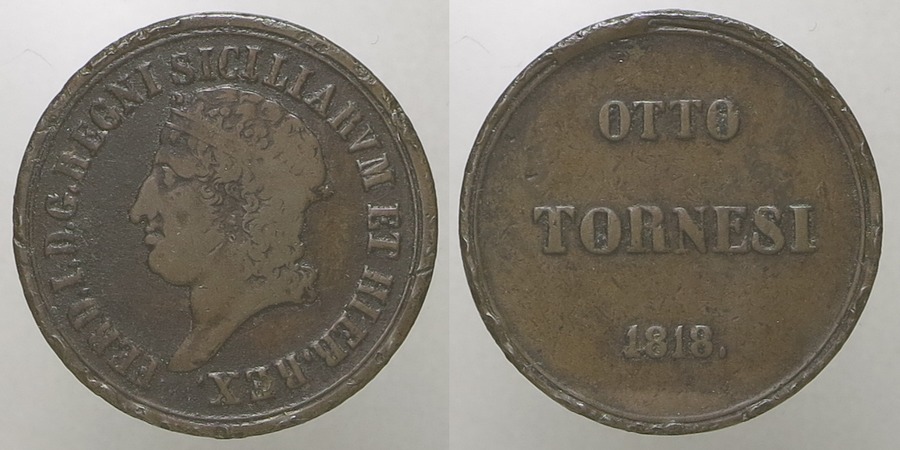 FERD.I.D.G.REGNI SICILIARVM ET HIER.REX.
OTTO
TORNESI
1818.